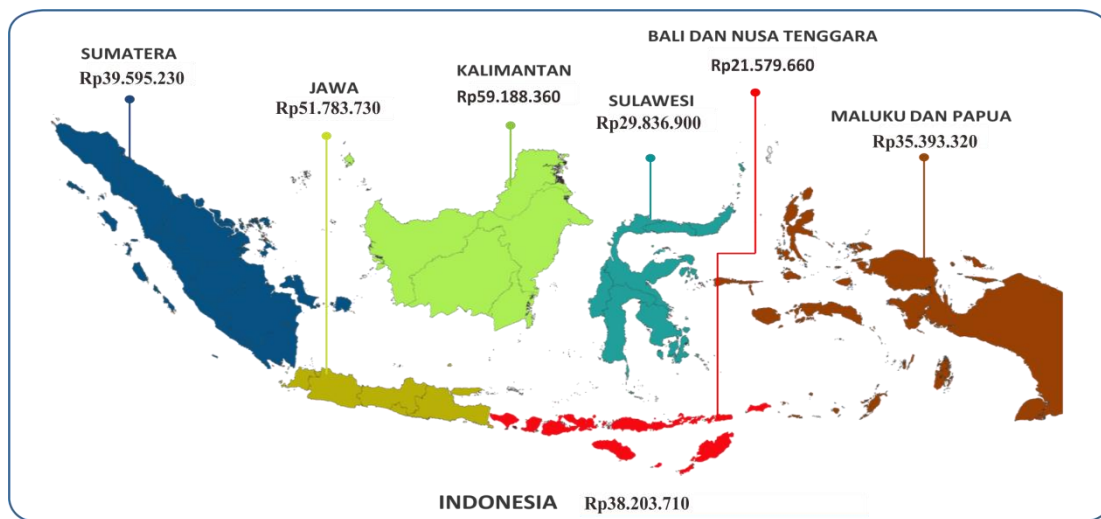 SUMATERA
Rp39.595.230
JAWA
Rp51.783.730
KALIMANTAN
Rp59.188.360
SULAWESI
Rp29.836.900
BALI DAN NUSA TENGGARA
Rp21.579.660
MALUKU DAN PAPUA
Rp35.393.320
INDONESIA Rp38.203.710